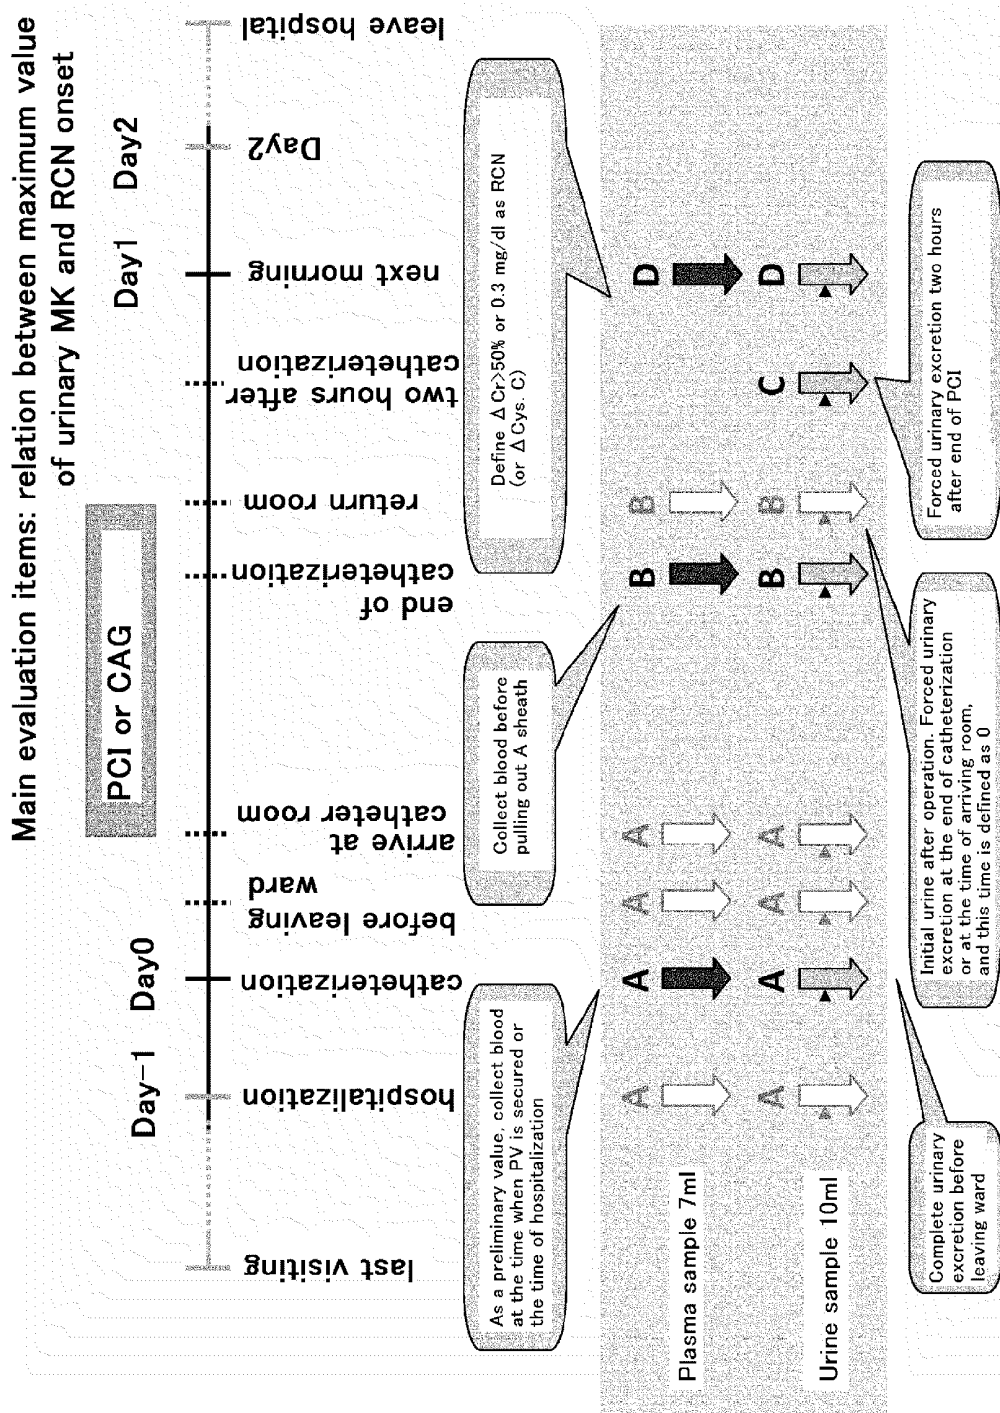 Main evaluation items: relation between maximum value
of urinary MK and RCN onset
PCI or CAG
Day-1
Day0
Day1
Day2
last visiting
hospitalization
catheterization
before leaving
ward
arrive at
catheter room
end of
catheterization
return room
two hours after
catheterization
next morning
Day2
leave hospital
As a preliminary value, collect blood
at the time when PV is secured or
the time of hospitalization
Collect blood before
pulling out A sheath
Define Δ Cr>50% or 0.3 mg/dl as RCN
(or Δ Cys. C)
Plasma sample 7ml
A
A
A
A
B
B
D
Urine sample 10ml
A
A
A
A
B
B
C
D
Complete urinary
excretion before
leaving ward
Initial urine after operation. Forced urinary
excretion at the end of catheterization
or at the time of arriving room,
and this time is defined as 0
Forced urinary excretion two hours
after end of PCI